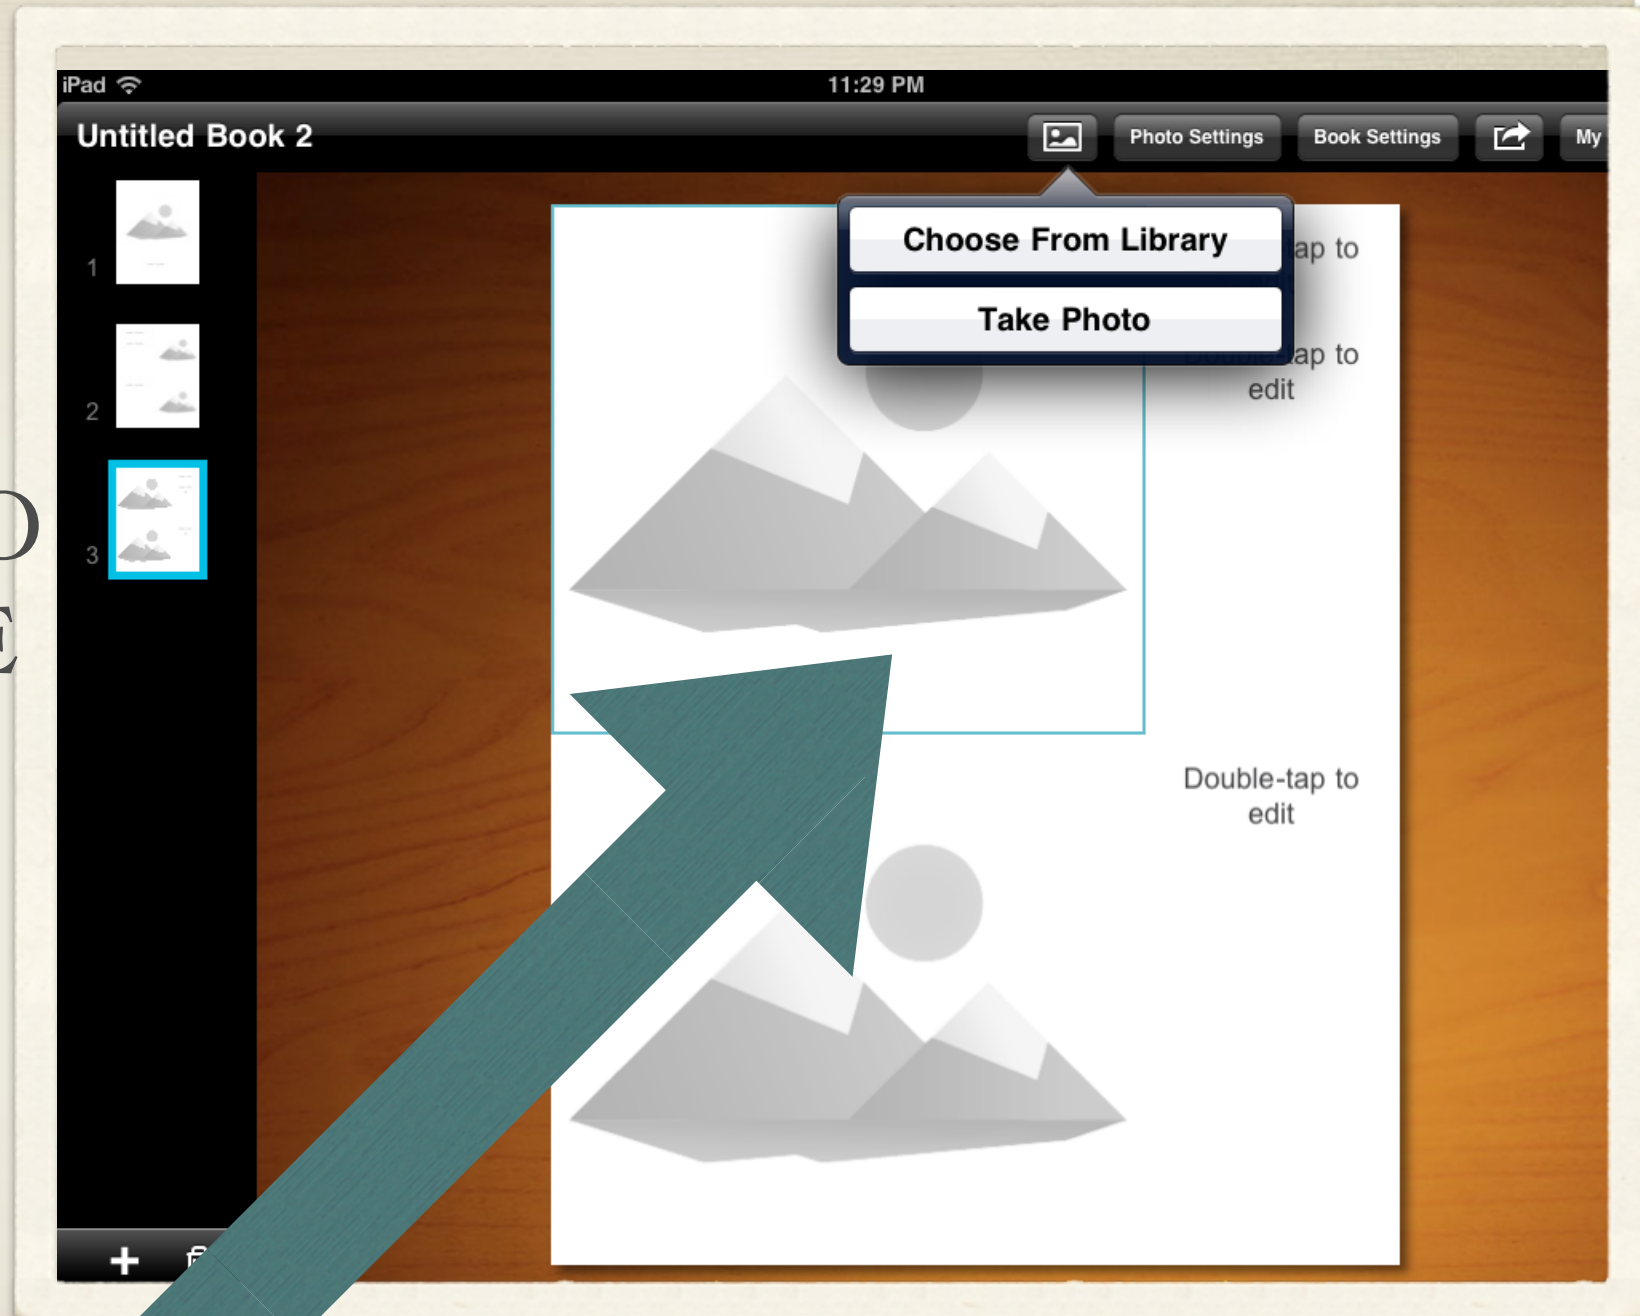 iPad 11:29 PM
Untitled Book 2 Photo Settings Book Settings My
Choose From Library
Take Photo
ap to
ap to
edit
Double-tap to
edit
1
2
3
O
E